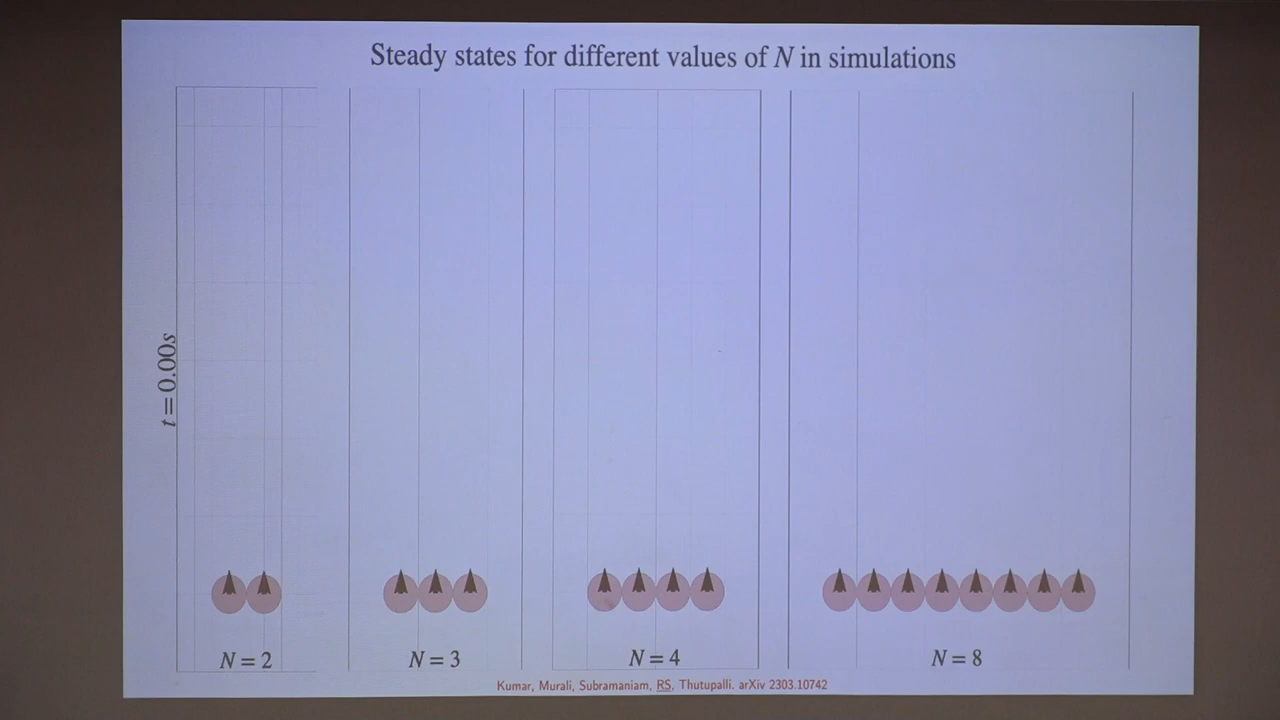 Steady states for different values of N in simulations
t = 0.00s
N = 2
N = 3
N = 4
N = 8
Kumar, Murali, Subramaniam, RS, Thutupalli. arXiv 2303.10742